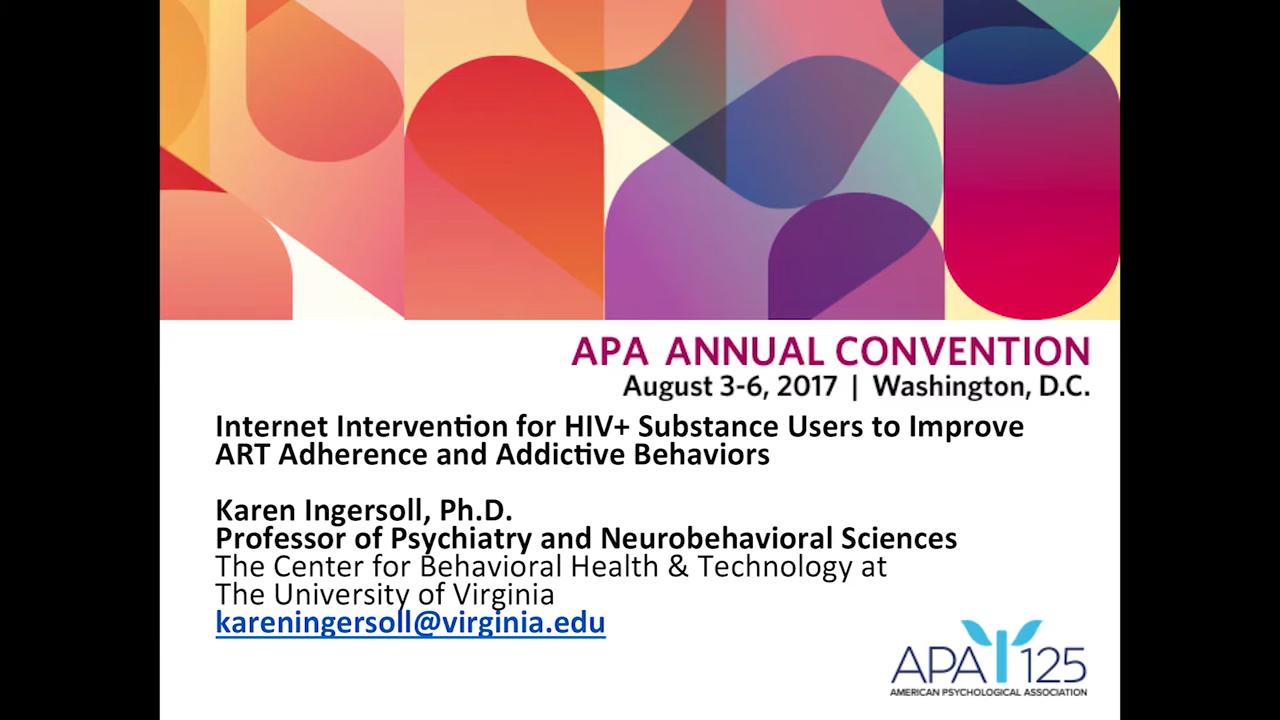 APA ANNUAL CONVENTION
August 3-6, 2017 | Washington, D.C.
Internet Intervention for HIV+ Substance Users to Improve
ART Adherence and Addictive Behaviors
Karen Ingersoll, Ph.D.
Professor of Psychiatry and Neurobehavioral Sciences
The Center for Behavioral Health & Technology at
The University of Virginia
kareningersoll@virginia.edu
APA 125
AMERICAN PSYCHOLOGICAL ASSOCIATION